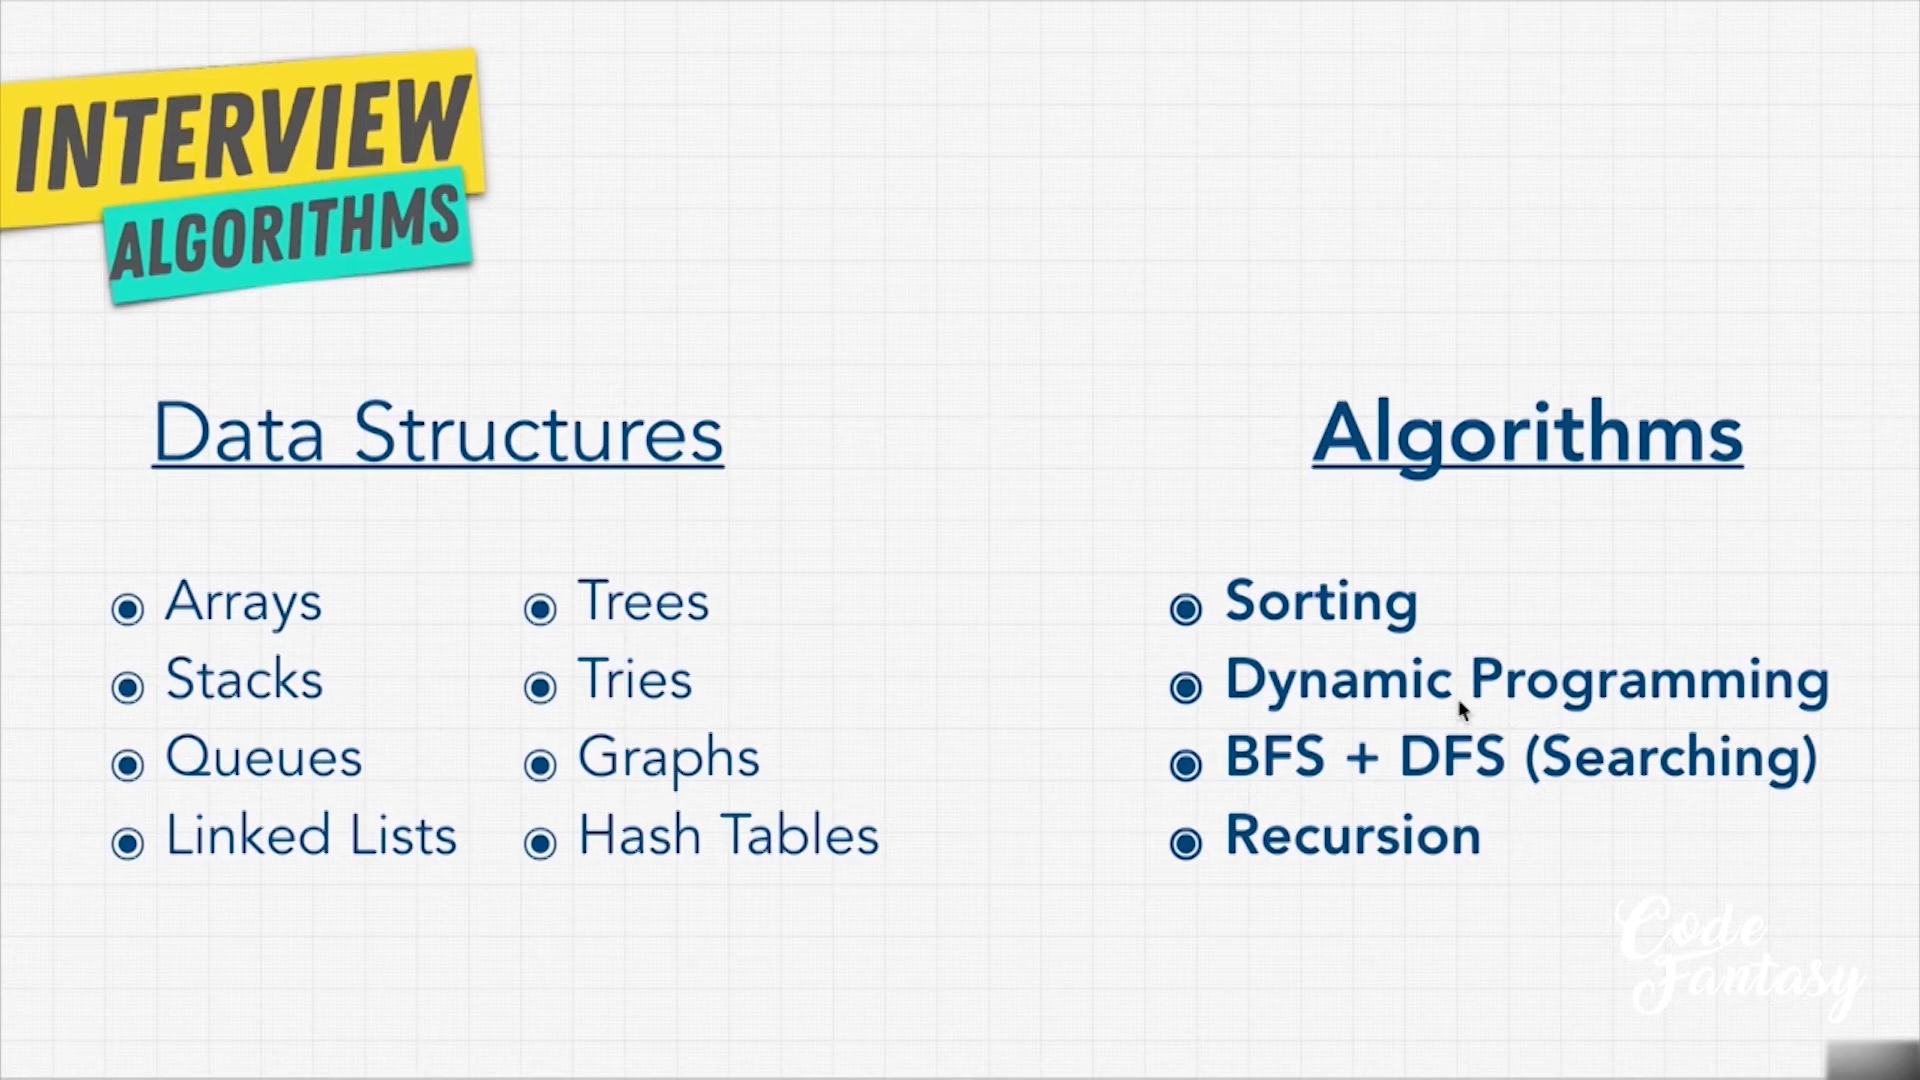 INTERVIEW
ALGORITHMS
Data Structures
Arrays
Stacks
Queues
Linked Lists
Trees
Tries
Graphs
Hash Tables
Algorithms
Sorting
Dynamic Programming
BFS + DFS (Searching)
Recursion
Code
Fantasy